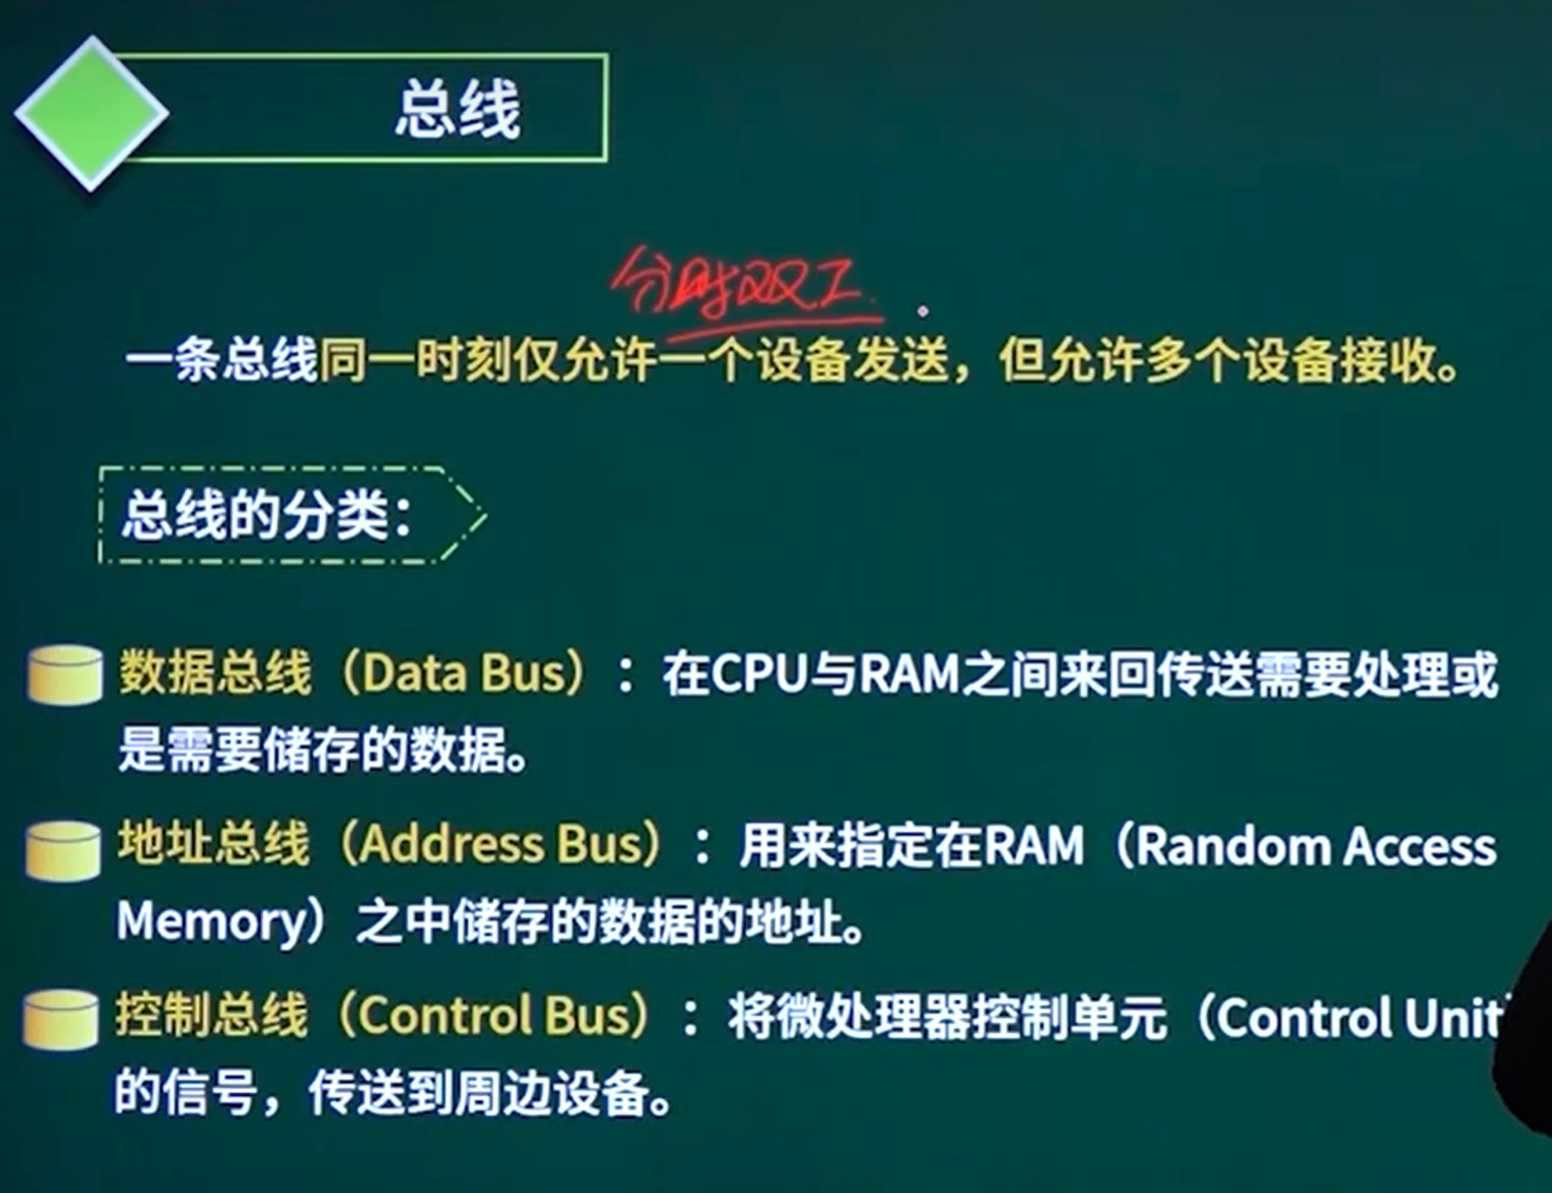 总线
分时双工
一条总线同一时刻仅允许一个设备发送，但允许多个设备接收。
总线的分类：
数据总线（Data Bus）：在CPU与RAM之间来回传送需要处理或
是需要储存的数据。
地址总线（Address Bus）：用来指定在RAM（Random Access
Memory）之中储存的数据的地址。
控制总线（Control Bus）：将微处理器控制单元（Control Unit
的信号，传送到周边设备。